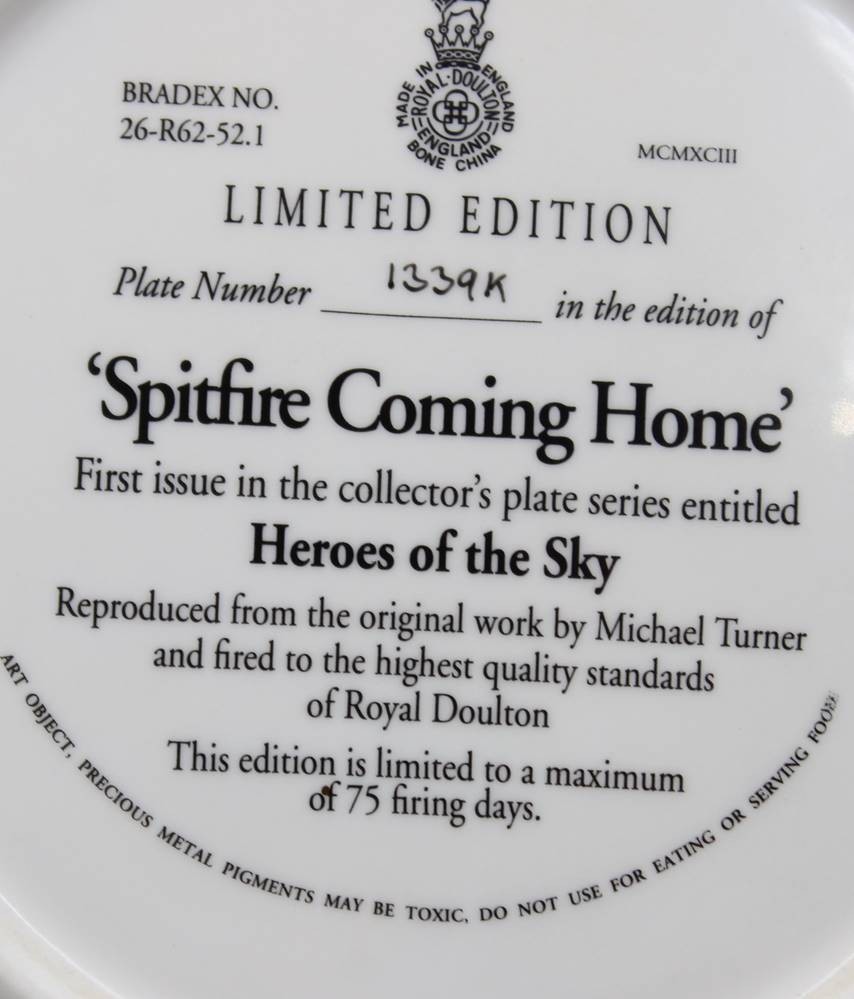 BRADEX NO.
26-R62-52.1
MADE IN ENGLAND
ROYAL·DOULTON
ENGLAND
BONE CHINA
MCMXCIII
LIMITED EDITION
Plate Number 1339K in the edition of
‘Spitfire Coming Home’
First issue in the collector’s plate series entitled
Heroes of the Sky
Reproduced from the original work by Michael Turner
and fired to the highest quality standards
of Royal Doulton
This edition is limited to a maximum
of 75 firing days.
ART OBJECT, PRECIOUS METAL PIGMENTS MAY BE TOXIC, DO NOT USE FOR EATING OR SERVING